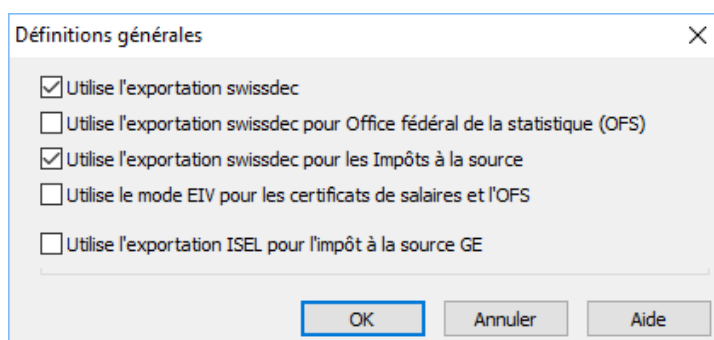 Définitions générales
Utilise l'exportation swissdec
Utilise l'exportation swissdec pour Office fédéral de la statistique (OFS)
Utilise l'exportation swissdec pour les Impôts à la source
Utilise le mode EIV pour les certificats de salaires et l'OFS
Utilise l'exportation ISEL pour l'impôt à la source GE
OK Annuler Aide